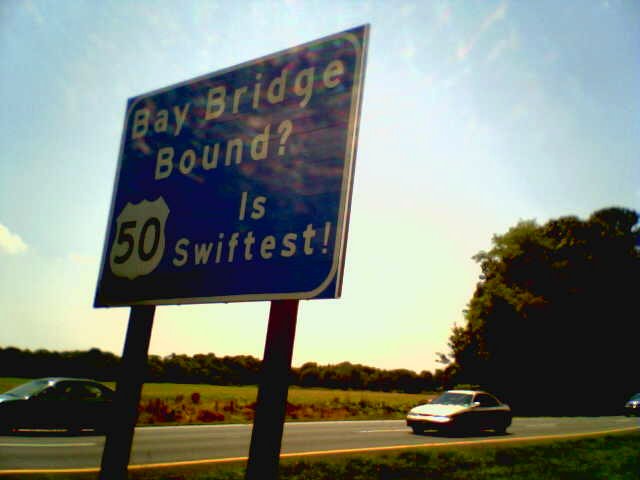 Bay Bridge
Bound?
50 Is
Swiftest!